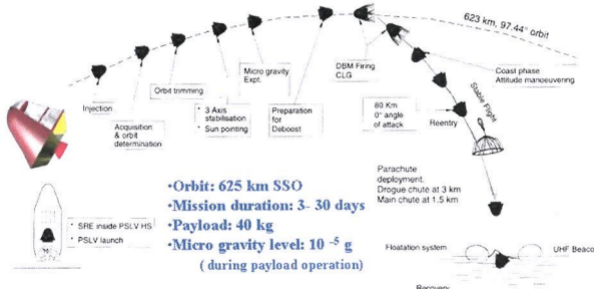 623 km, 97.44° orbit
Injection
Acquisition
& orbit
determination
Orbit trimming
* 3 Axis
stabilisation
* Sun pointing
Micro gravity
Expt.
Preparation
for
Deboost
DBM Firing
CLG
Coast phase
Attitude manoeuvering
80 Km
0° angle
of attack
Reentry
Stable Flight
Parachute
deployment.
Drogue chute at 3 km
Main chute at 1.5 km
* SRE inside PSLV HS
* PSLV launch
•Orbit: 625 km SSO
•Mission duration: 3- 30 days
•Payload: 40 kg
•Micro gravity level: 10 ⁻⁵ g
( during payload operation)
Floatation system
UHF Beaco
Recovery